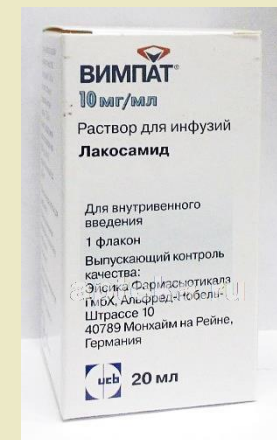 ВИМПАТ®
10 мг/мл
Раствор для инфузий
Лакосамид
Для внутривенного
введения
1 флакон
Выпускающий контроль
качества:
Эйсика Фармасьютикалз
ГмбХ, Альфред-Нобель-
Штрассе 10
40789 Монхайм на Рейне,
Германия
ucb
20 мл